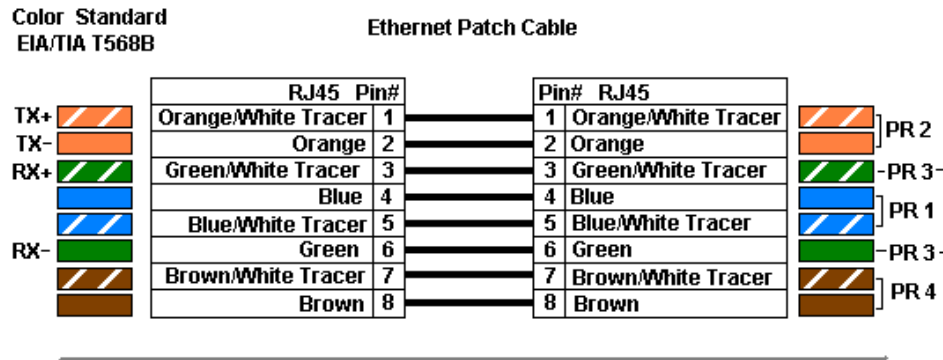 Color Standard
EIA/TIA T568B
Ethernet Patch Cable
RJ45 Pin# Pin# RJ45
TX+ Orange/White Tracer 1 1 Orange/White Tracer
TX- Orange 2 2 Orange PR 2
RX+ Green/White Tracer 3 3 Green/White Tracer PR 3
Blue 4 4 Blue
Blue/White Tracer 5 5 Blue/White Tracer PR 1
RX- Green 6 6 Green PR 3
Brown/White Tracer 7 7 Brown/White Tracer
Brown 8 8 Brown PR 4